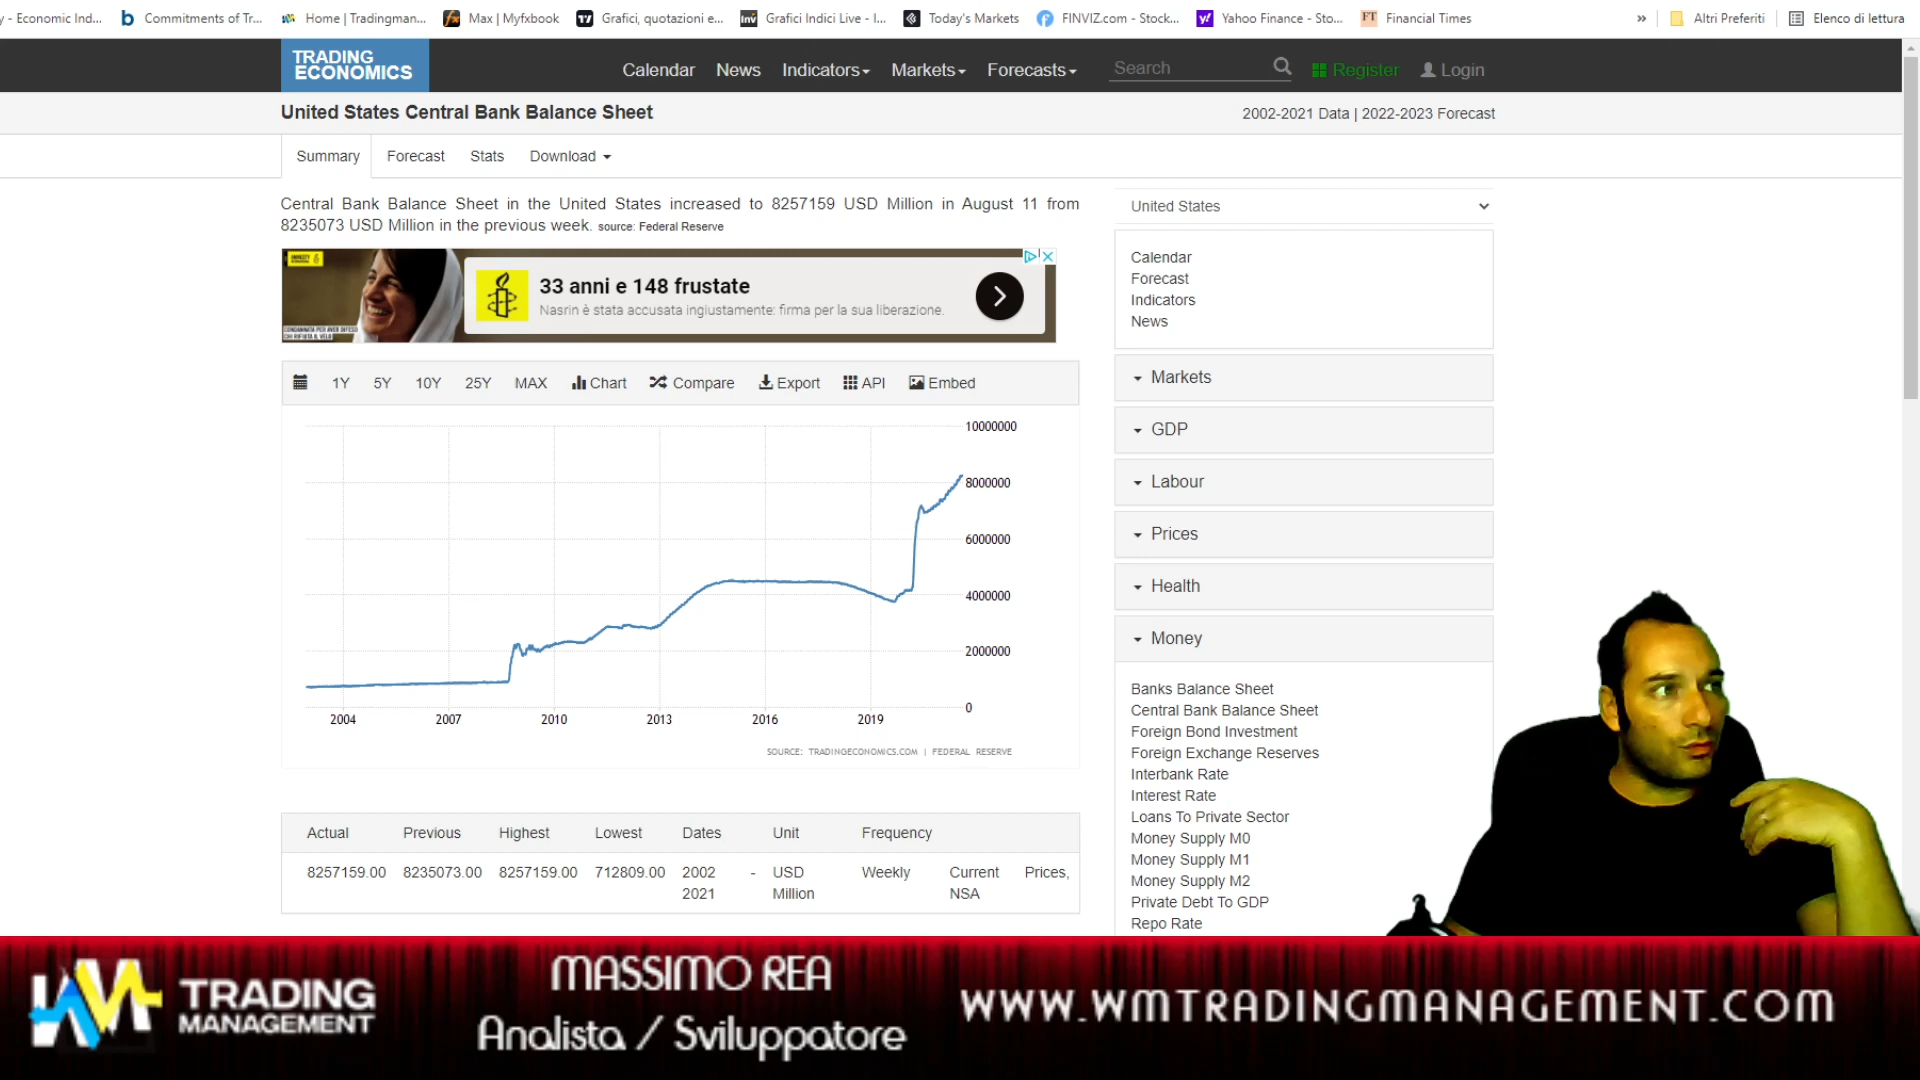 - Economic Ind...
Commitments of Tr...
Home | Tradingman...
Max | Myfxbook
Grafici, quotazioni e...
Grafici Indici Live - I...
Today's Markets
FINVIZ.com - Stock...
Yahoo Finance - Sto...
FT Financial Times
»
Altri Preferiti
Elenco di lettura
TRADING
ECONOMICS
Calendar
News
Indicators
Markets
Forecasts
Search
Register
Login
United States Central Bank Balance Sheet
2002-2021 Data | 2022-2023 Forecast
Summary
Forecast
Stats
Download
Central Bank Balance Sheet in the United States increased to 8257159 USD Million in August 11 from
8235073 USD Million in the previous week. source: Federal Reserve
33 anni e 148 frustate
Nasrin è stata accusata ingiustamente: firma per la sua liberazione.
1Y
5Y
10Y
25Y
MAX
Chart
Compare
Export
API
Embed
10000000
8000000
6000000
4000000
2000000
0
2004
2007
2010
2013
2016
2019
SOURCE: TRADINGECONOMICS.COM | FEDERAL RESERVE
Actual Previous Highest Lowest Dates Unit Frequency
8257159.00 8235073.00 8257159.00 712809.00 2002 - USD Weekly Current Prices,
2021 Million NSA
United States
Calendar
Forecast
Indicators
News
Markets
GDP
Labour
Prices
Health
Money
Banks Balance Sheet
Central Bank Balance Sheet
Foreign Bond Investment
Foreign Exchange Reserves
Interbank Rate
Interest Rate
Loans To Private Sector
Money Supply M0
Money Supply M1
Money Supply M2
Private Debt To GDP
Repo Rate
TRADING
MANAGEMENT
MASSIMO REA
Analista / Sviluppatore
WWW.WMTRADINGMANAGEMENT.COM